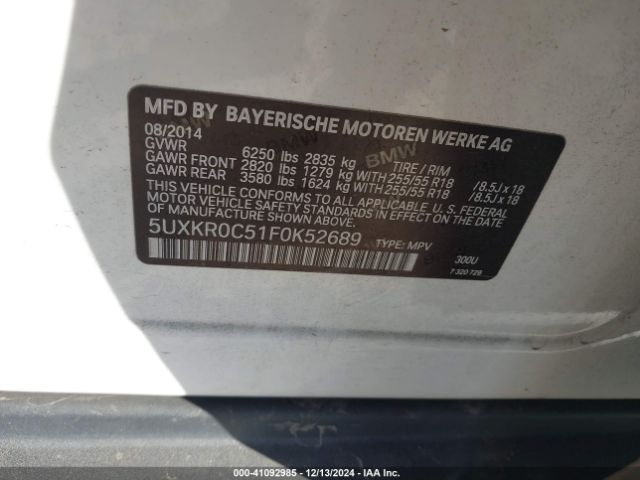 MFD BY BAYERISCHE MOTOREN WERKE AG
08/2014
GVWR 6250 lbs 2835 kg TIRE / RIM
GAWR FRONT 2820 lbs 1279 kg WITH 255/55 R18 / 8.5J x 18
GAWR REAR 3580 lbs 1624 kg WITH 255/55 R18 / 8.5J x 18
THIS VEHICLE CONFORMS TO ALL APPLICABLE U. S. FEDERAL
MOTOR VEHICLE SAFETY STANDARDS IN EFFECT ON THE DATE
OF MANUFACTURE SHOWN ABOVE.
5UXKR0C51F0K52689 TYPE: MPV
300U
7 320 729
BMW
© 000-41092985 - 12/13/2024 - IAA Inc.